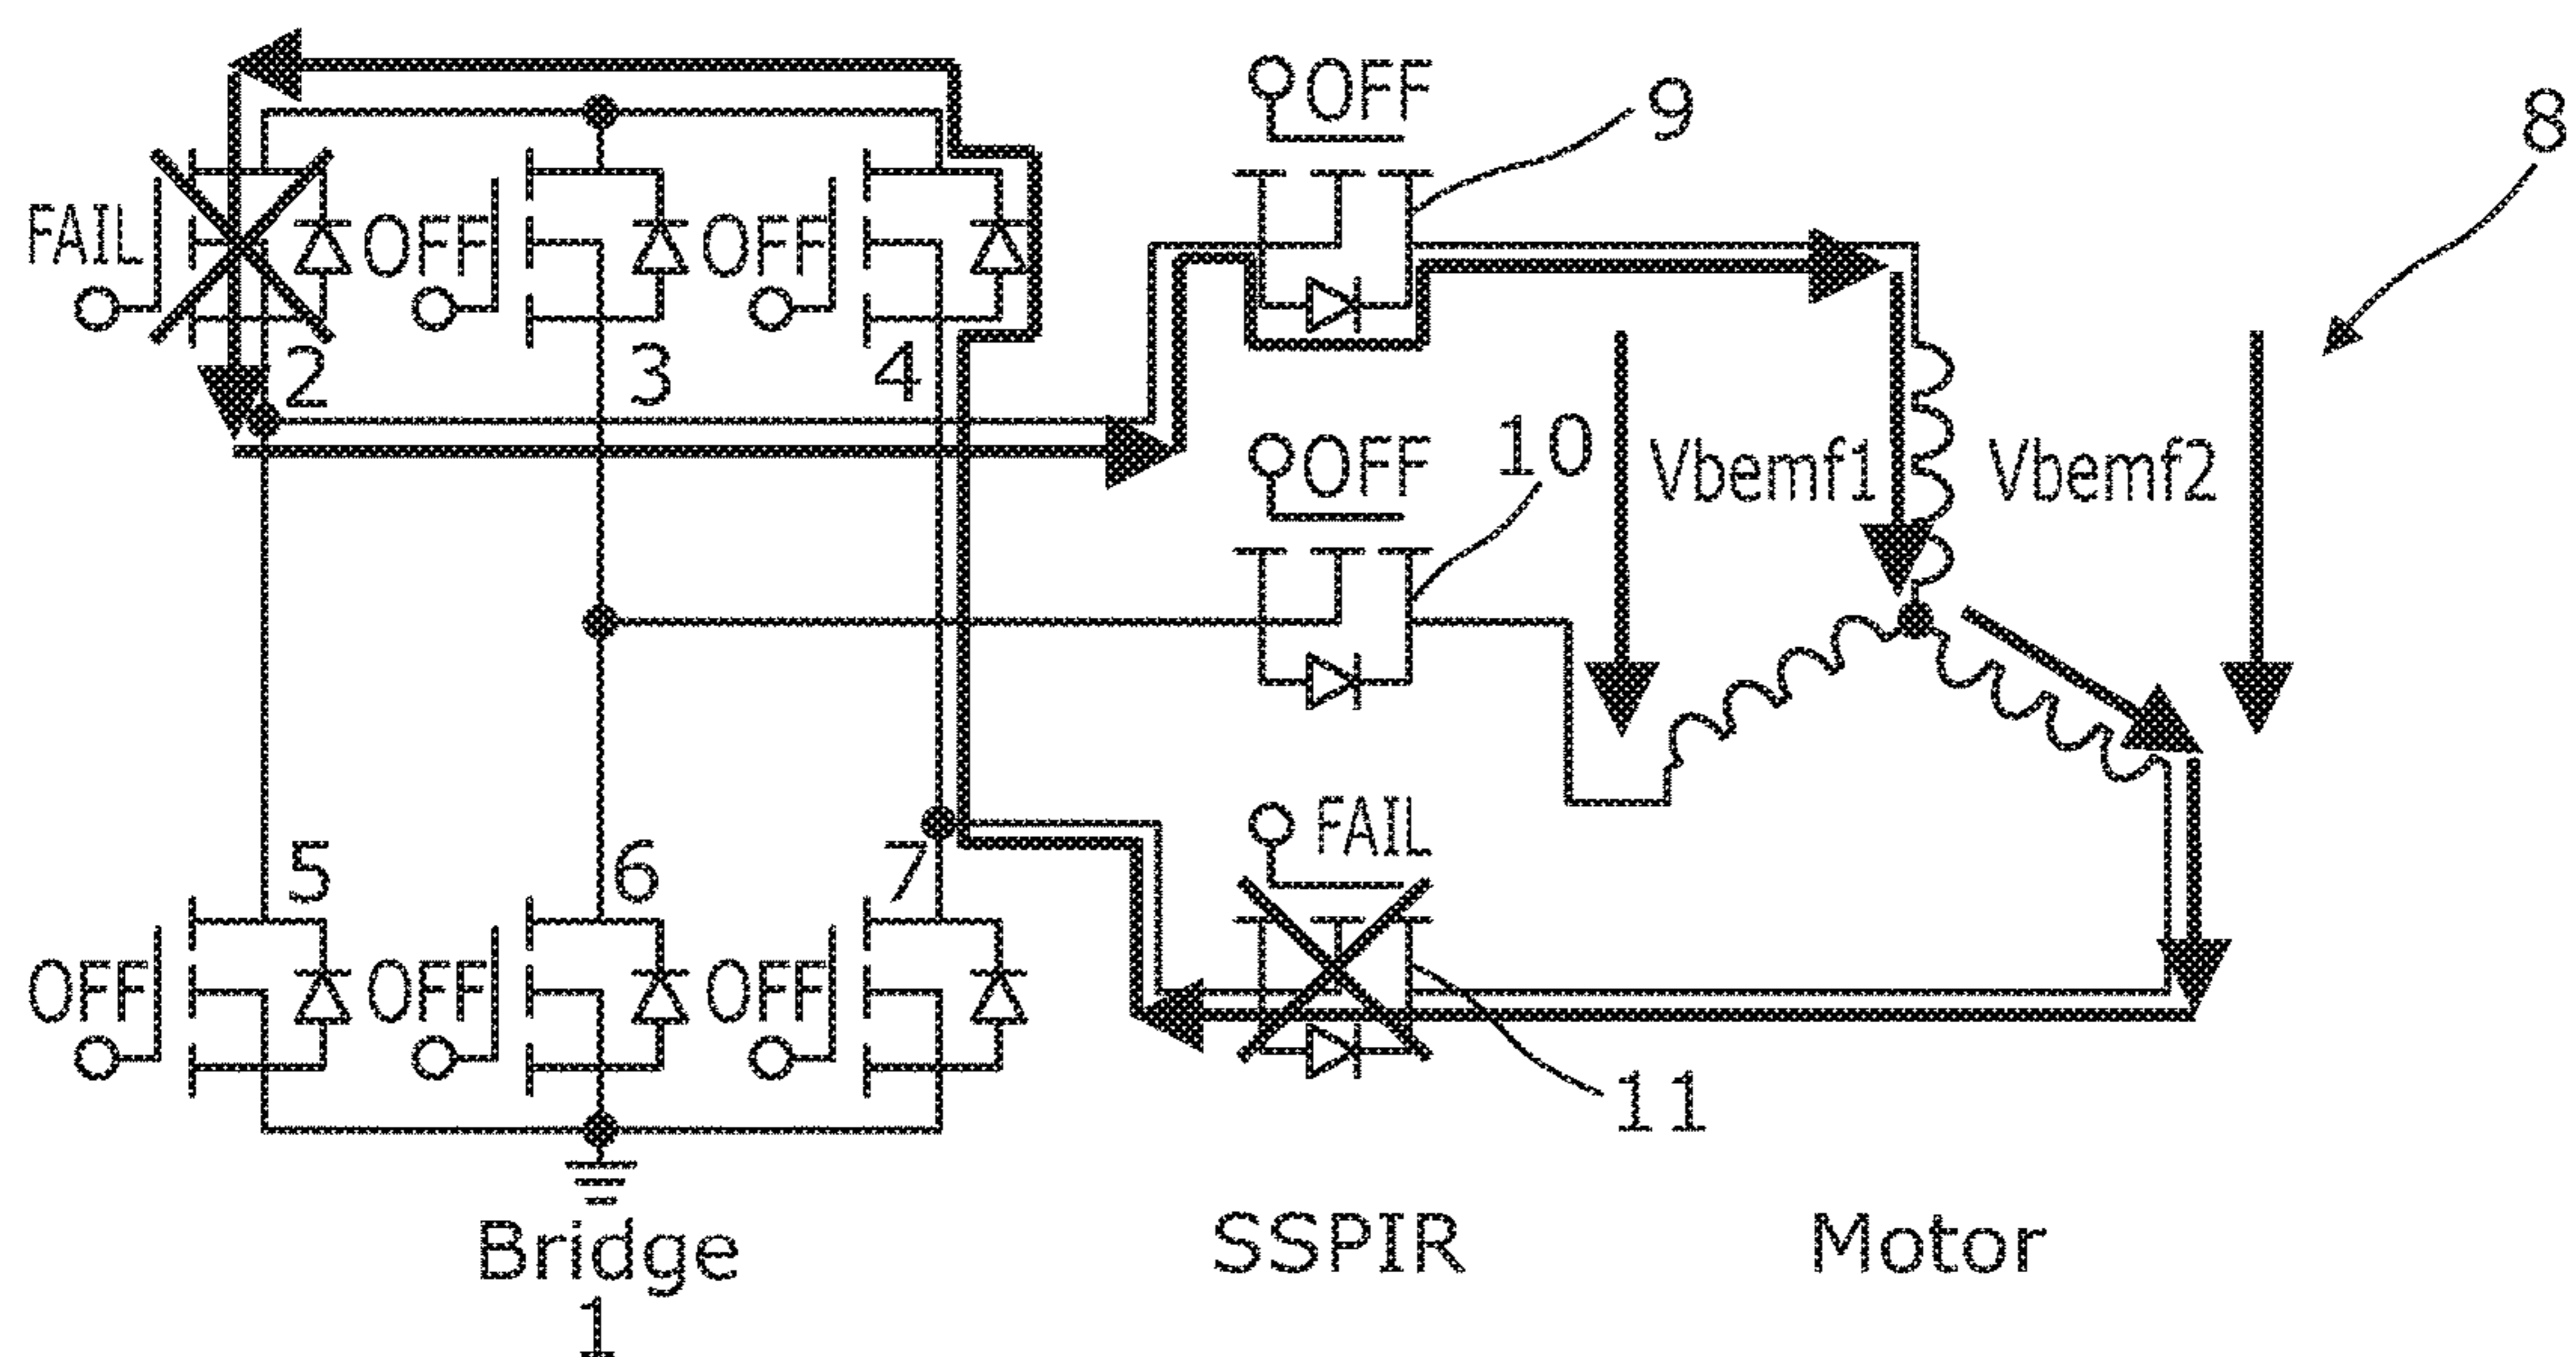 OFF
9
8
FAIL
OFF
OFF
2
3
4
10
OFF
Vbemf1
Vbemf2
FAIL
5
6
7
OFF
OFF
OFF
11
Bridge
1
SSPIR
Motor